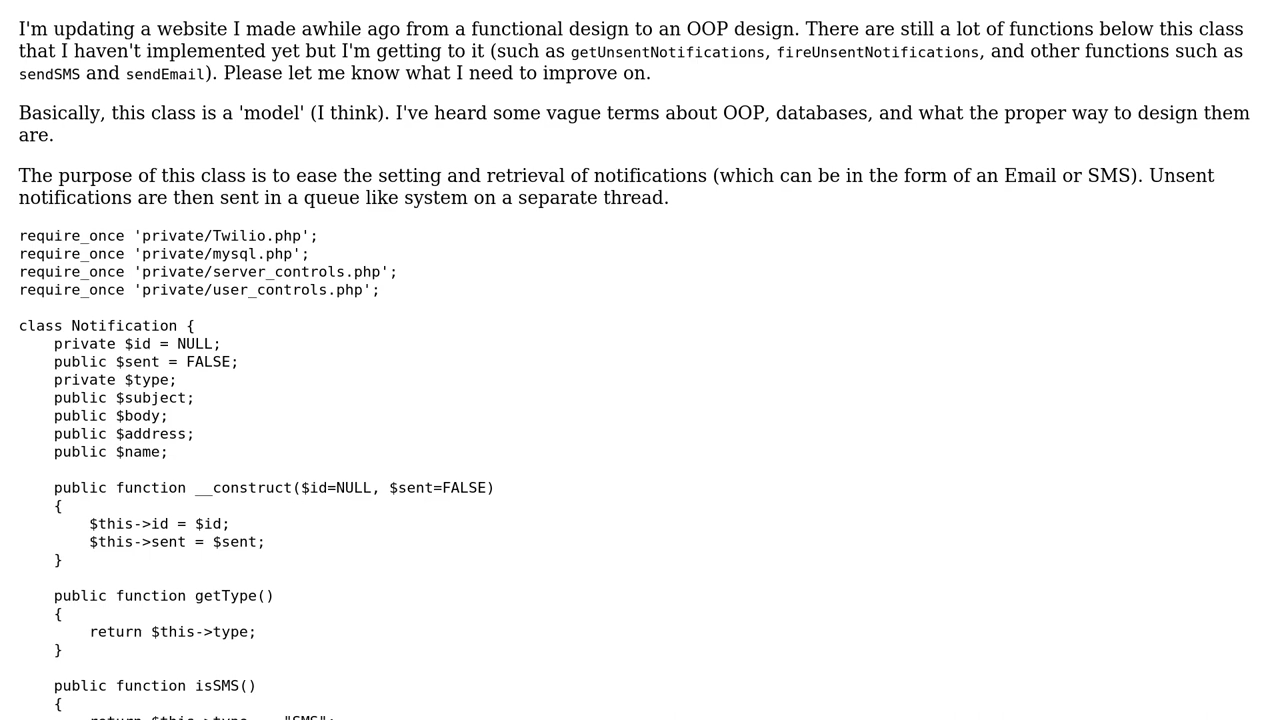 I'm updating a website I made awhile ago from a functional design to an OOP design. There are still a lot of functions below this class
that I haven't implemented yet but I'm getting to it (such as getUnsentNotifications, fireUnsentNotifications, and other functions such as
sendSMS and sendEmail). Please let me know what I need to improve on.
Basically, this class is a 'model' (I think). I've heard some vague terms about OOP, databases, and what the proper way to design them
are.
The purpose of this class is to ease the setting and retrieval of notifications (which can be in the form of an Email or SMS). Unsent
notifications are then sent in a queue like system on a separate thread.
require_once 'private/Twilio.php';
require_once 'private/mysql.php';
require_once 'private/server_controls.php';
require_once 'private/user_controls.php';
class Notification {
    private $id = NULL;
    public $sent = FALSE;
    private $type;
    public $subject;
    public $body;
    public $address;
    public $name;
    public function __construct($id=NULL, $sent=FALSE)
    {
        $this->id = $id;
        $this->sent = $sent;
    }
    public function getType()
    {
        return $this->type;
    }
    public function isSMS()
    {
        return $this->type "SMS";